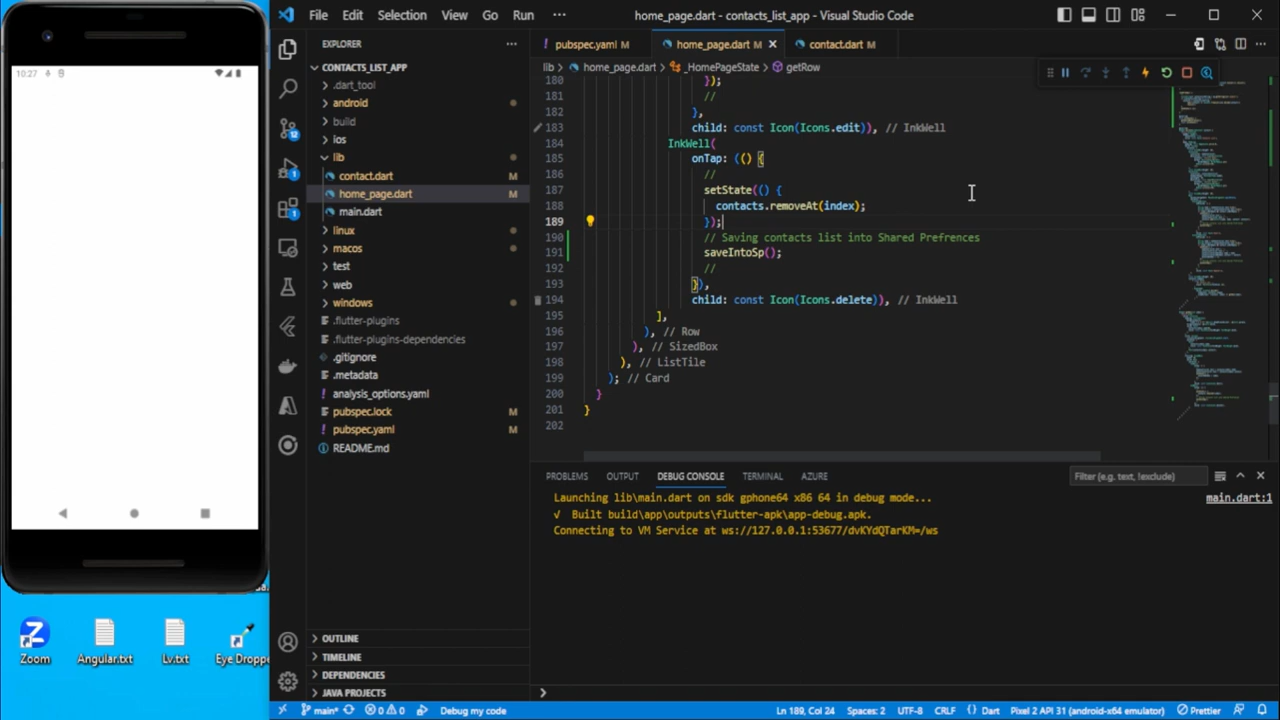 File Edit Selection View Go Run ··· home_page.dart - contacts_list_app - Visual Studio Code
10:27
EXPLORER ···
CONTACTS_LIST_APP
.dart_tool
android
build
ios
lib
contact.dart M
home_page.dart M
main.dart
linux
macos
test
web
windows
.flutter-plugins
.flutter-plugins-dependencies
.gitignore
.metadata
analysis_options.yaml
pubspec.lock M
pubspec.yaml M
README.md
OUTLINE
TIMELINE
DEPENDENCIES
JAVA PROJECTS
12
1
1
! pubspec.yaml M home_page.dart M × contact.dart M
lib > home_page.dart > _HomePageState > getRow
180 });
181 //
182 },
183 child: const Icon(Icons.edit)), // InkWell
184 InkWell(
185 onTap: (() {
186 //
187 setState(() {
188 contacts.removeAt(index);
189 });
190 // Saving contacts list into Shared Prefrences
191 saveIntoSp();
192 //
193 }),
194 child: const Icon(Icons.delete)), // InkWell
195 ],
196 ), // Row
197 ), // SizedBox
198 ), // ListTile
199 ); // Card
200 }
201 }
202
PROBLEMS OUTPUT DEBUG CONSOLE TERMINAL AZURE Filter (e.g. text, !exclude)
Launching lib\main.dart on sdk gphone64 x86 64 in debug mode... main.dart:1
√ Built build\app\outputs\flutter-apk\app-debug.apk.
Connecting to VM Service at ws://127.0.0.1:53677/dvKYdQTarKM=/ws
>
Zoom
Angular.txt
Lv.txt
Eye Droppe
main* 0 0 Debug my code Ln 189, Col 24 Spaces: 2 UTF-8 CRLF {} Dart Pixel 2 API 31 (android-x64 emulator) Prettier